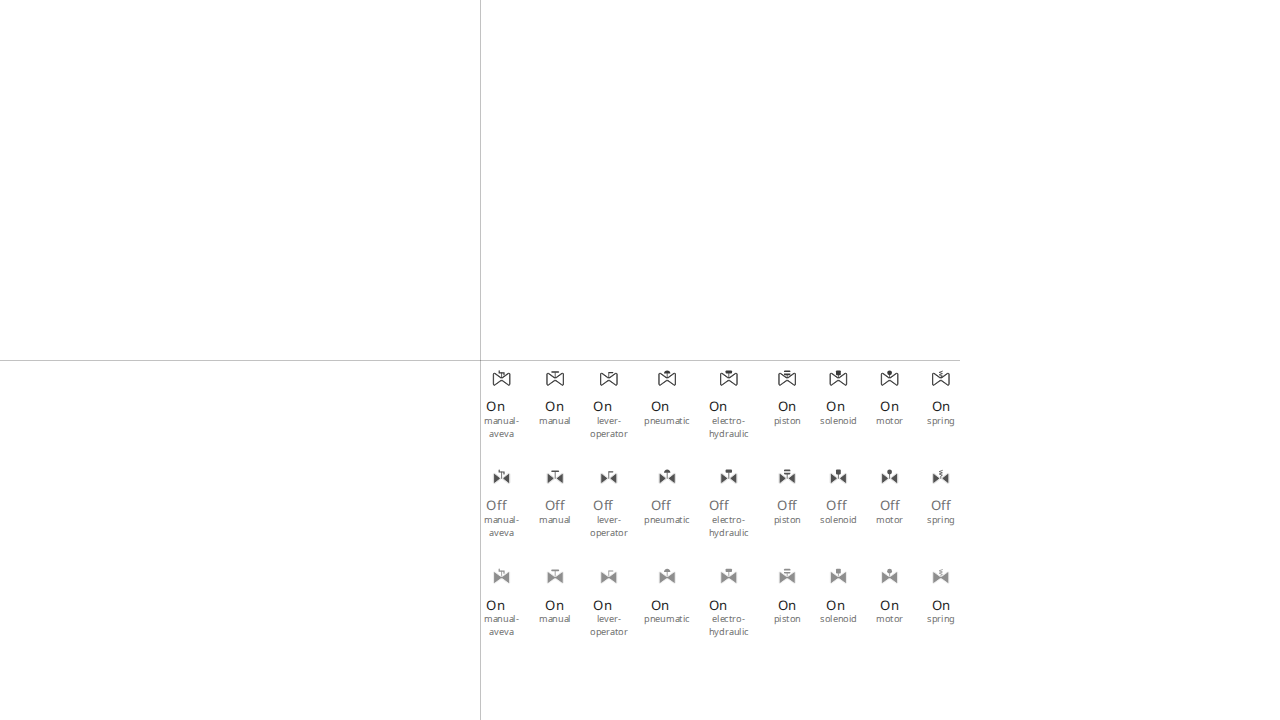 On On On On On On On On On
manual- manual lever- pneumatic electro- piston solenoid motor spring
aveva operator hydraulic
Off Off Off Off Off Off Off Off Off
manual- manual lever- pneumatic electro- piston solenoid motor spring
aveva operator hydraulic
On On On On On On On On On
manual- manual lever- pneumatic electro- piston solenoid motor spring
aveva operator hydraulic